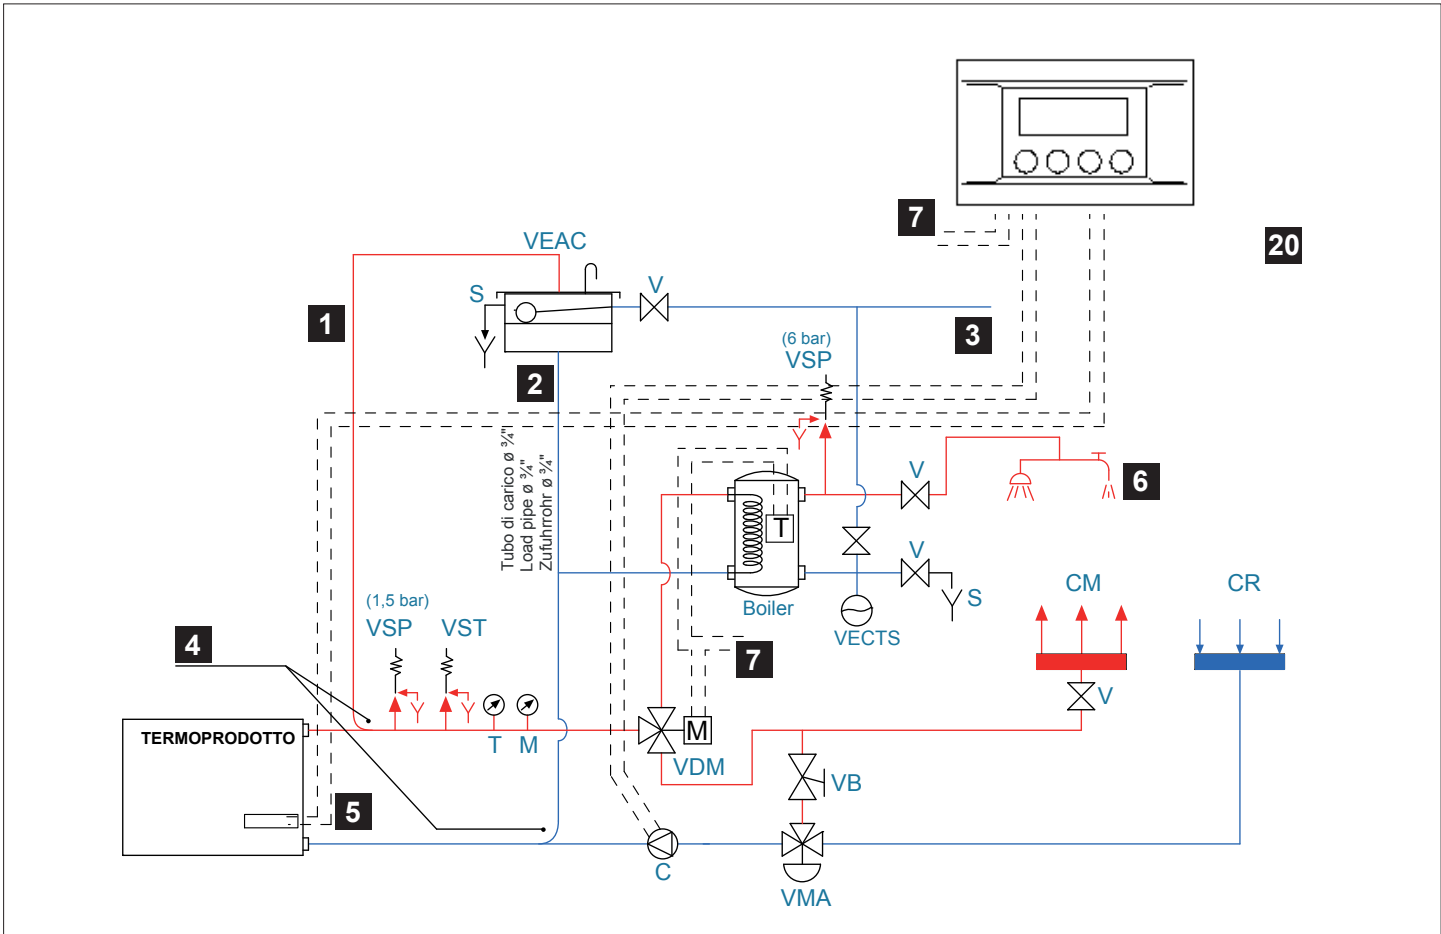 7
20
VEAC
S
V
1
3
(6 bar)
VSP
2
Tubo di carico ø ¾"
Load pipe ø ¾"
Zufuhrrohr ø ¾"
V
6
T
V
Boiler
S
CM
CR
(1,5 bar)
VSP
VST
VECTS
4
7
V
TERMOPRODOTTO
M
T
M
VDM
VB
5
C
VMA